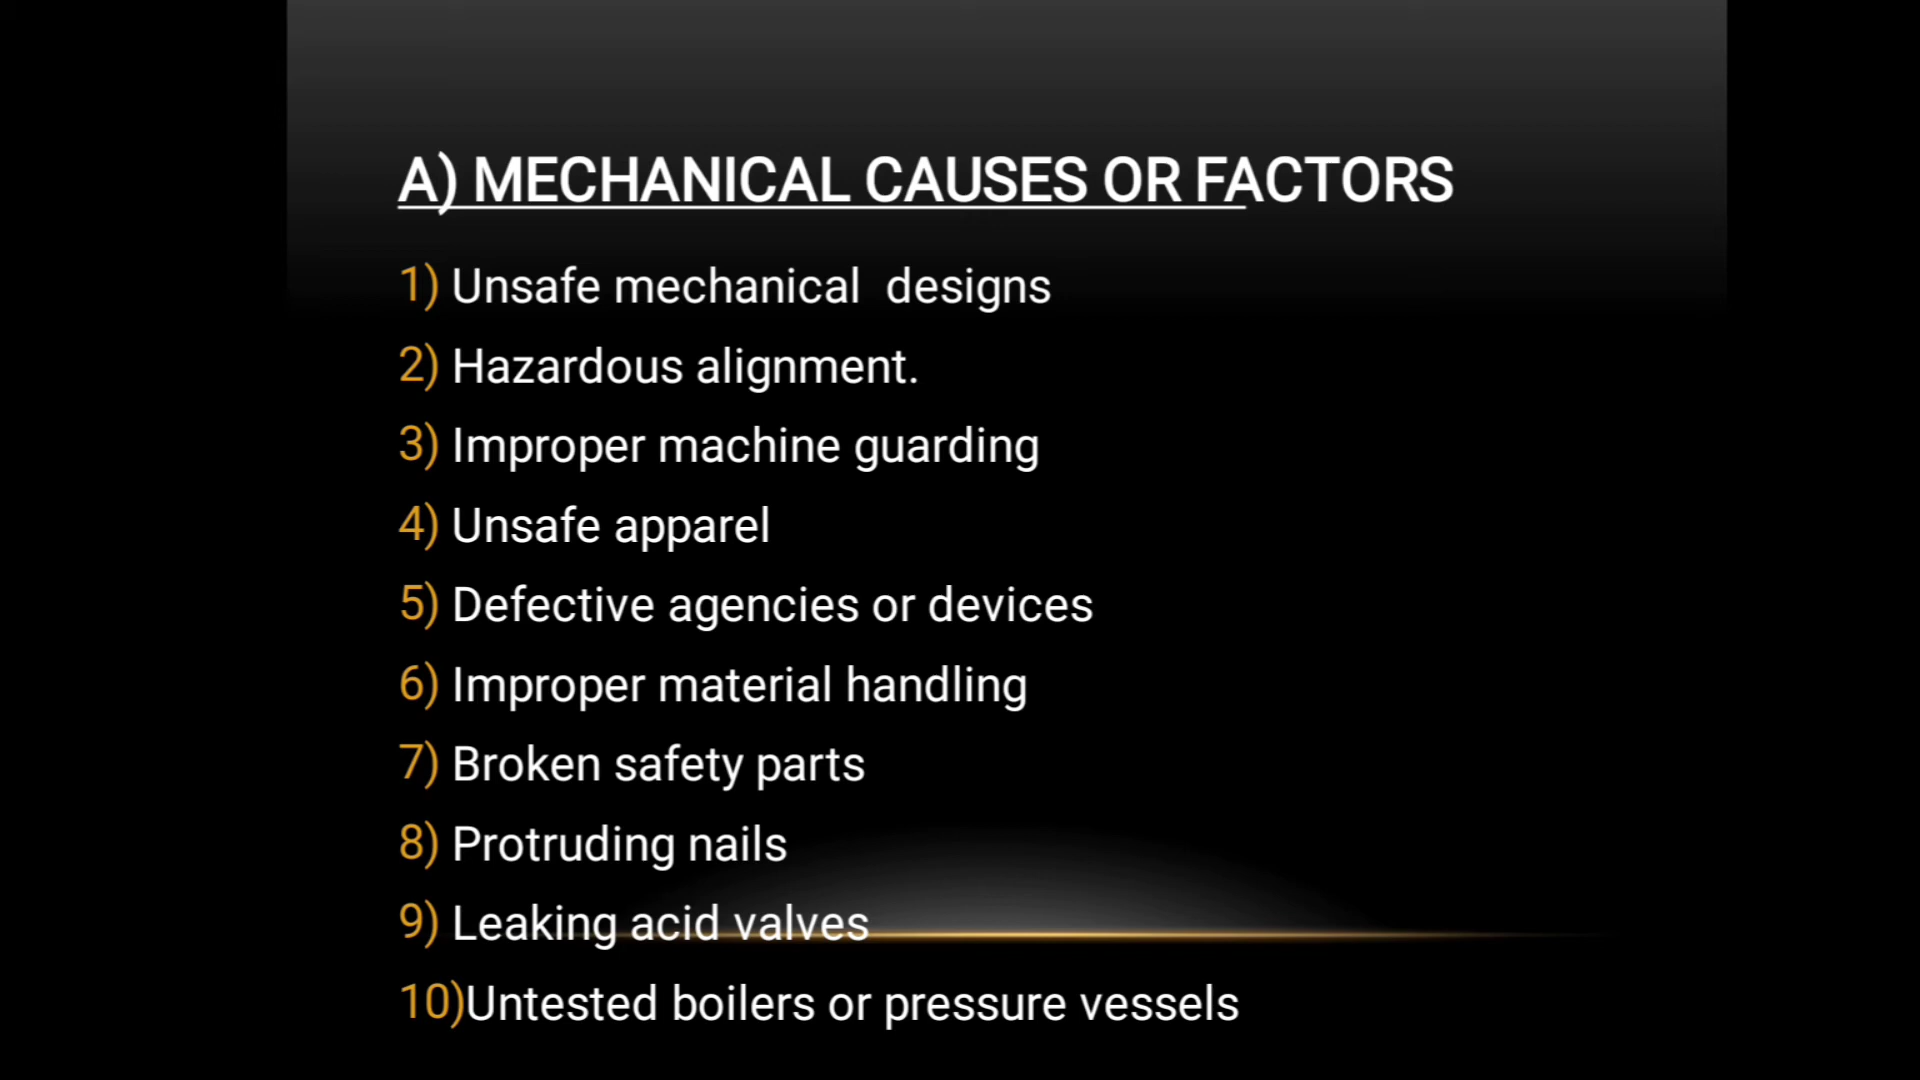 A) MECHANICAL CAUSES OR FACTORS
1) Unsafe mechanical  designs
2) Hazardous alignment.
3) Improper machine guarding
4) Unsafe apparel
5) Defective agencies or devices
6) Improper material handling
7) Broken safety parts
8) Protruding nails
9) Leaking acid valves
10)Untested boilers or pressure vessels